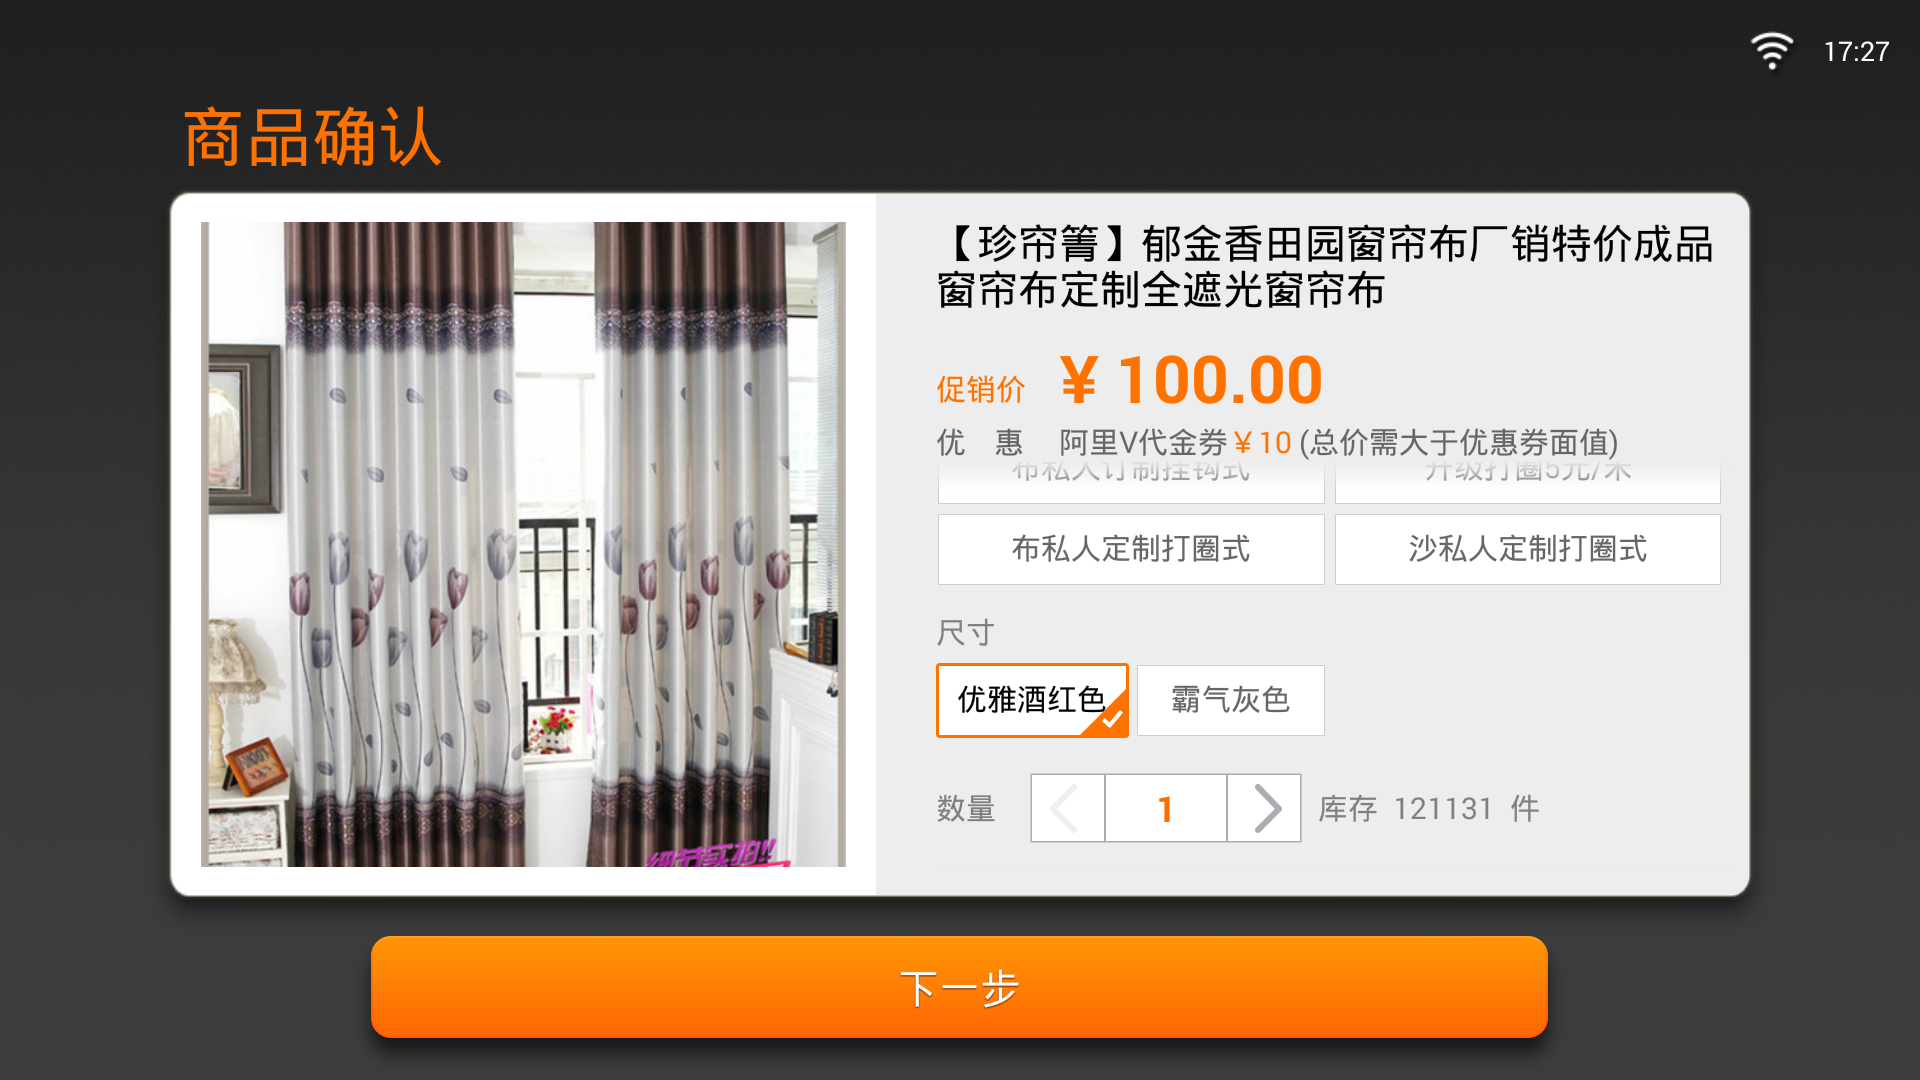 17:27
商品确认
【珍帘箐】郁金香田园窗帘布厂销特价成品
窗帘布定制全遮光窗帘布
促销价 ¥ 100.00
优 惠 阿里V代金券 ¥ 10 (总价需大于优惠券面值)
布私人订制挂钩式 升级打圈5元/米
布私人定制打圈式 沙私人定制打圈式
尺寸
优雅酒红色 霸气灰色
数量 1 库存 121131 件
细节实拍!!
下一步